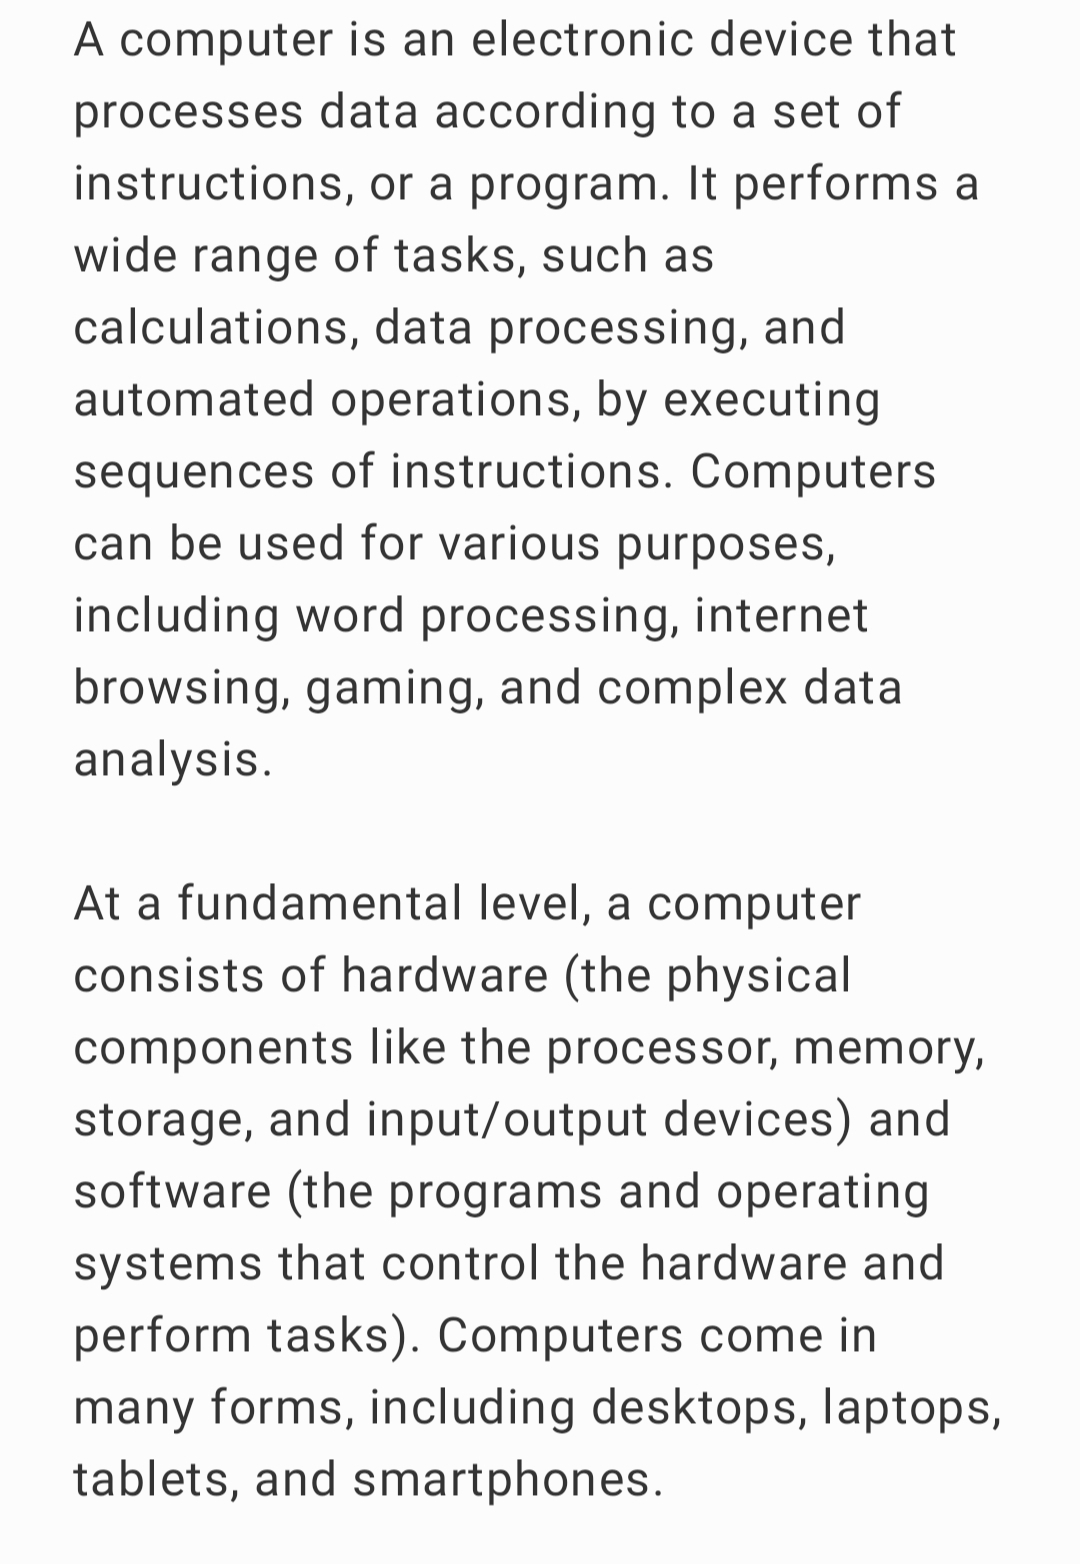 A computer is an electronic device that
processes data according to a set of
instructions, or a program. It performs a
wide range of tasks, such as
calculations, data processing, and
automated operations, by executing
sequences of instructions. Computers
can be used for various purposes,
including word processing, internet
browsing, gaming, and complex data
analysis.
At a fundamental level, a computer
consists of hardware (the physical
components like the processor, memory,
storage, and input/output devices) and
software (the programs and operating
systems that control the hardware and
perform tasks). Computers come in
many forms, including desktops, laptops,
tablets, and smartphones.